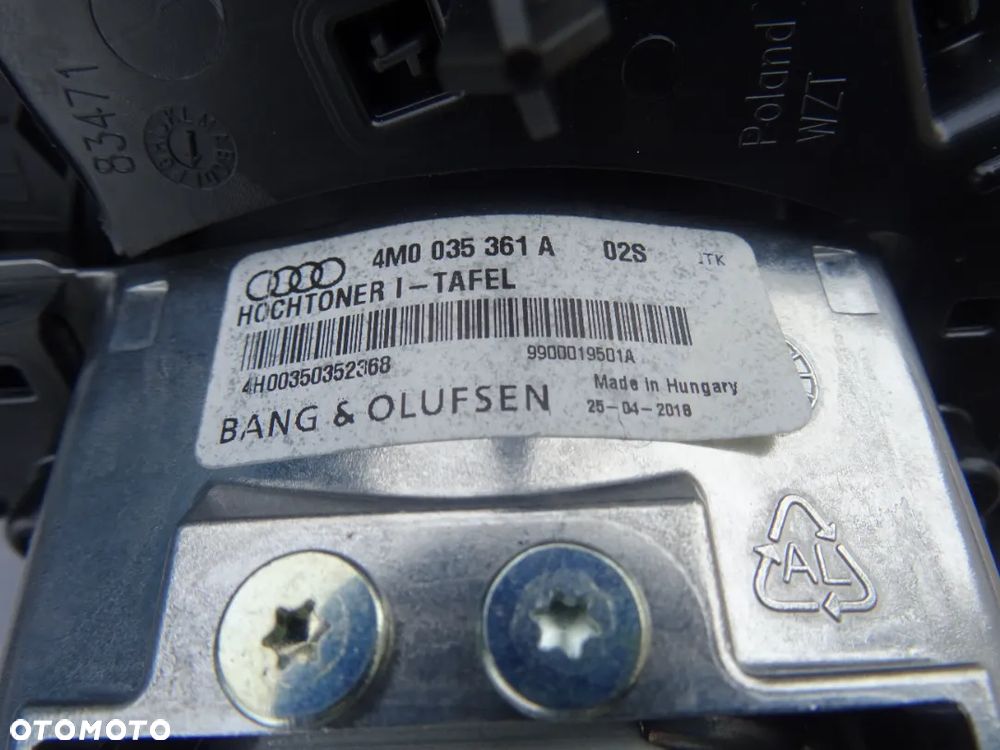 83471
Poland
WZT
4M0 035 361 A 02S JTK
HOCHTONER I-TAFEL
4H00350352368
9900019501A
BANG & OLUFSEN
Made in Hungary
25-04-2018
AL
OTOMOTO